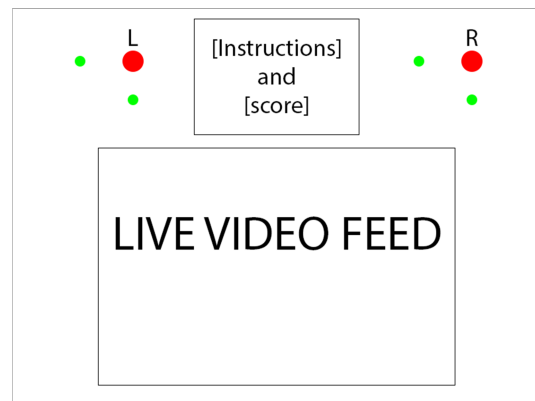 L
[Instructions]
and
[score]
R
LIVE VIDEO FEED